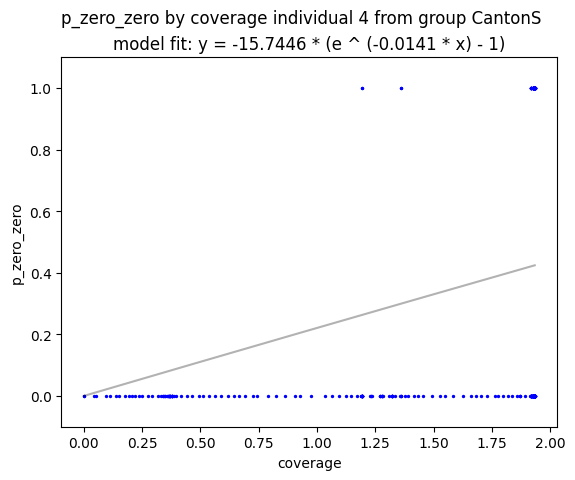 p_zero_zero by coverage individual 4 from group CantonS
model fit: y = -15.7446 * (e ^ (-0.0141 * x) - 1)
1.0
0.8
0.6
0.4
0.2
0.0
p_zero_zero
0.00 0.25 0.50 0.75 1.00 1.25 1.50 1.75 2.00
coverage